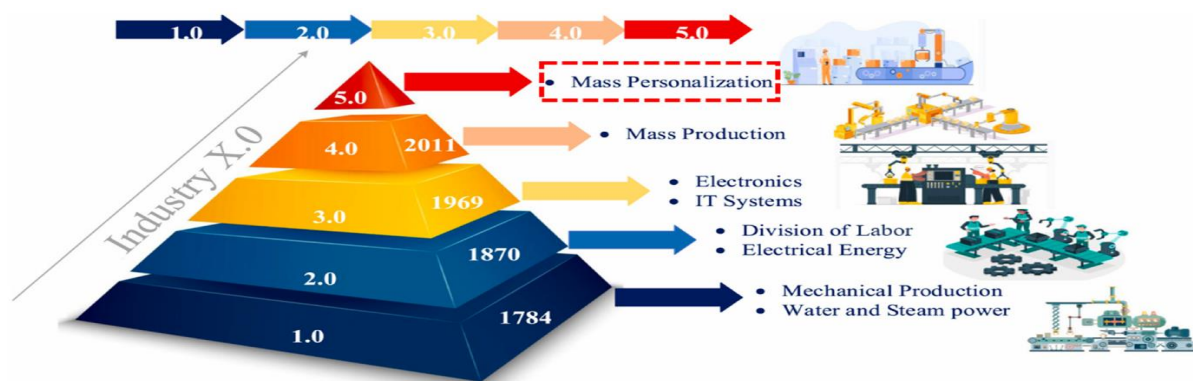 1.0 2.0 3.0 4.0 5.0
Industry X.0
5.0
• Mass Personalization
4.0 2011
• Mass Production
3.0 1969
• Electronics
• IT Systems
2.0 1870
• Division of Labor
• Electrical Energy
1.0 1784
• Mechanical Production
• Water and Steam power